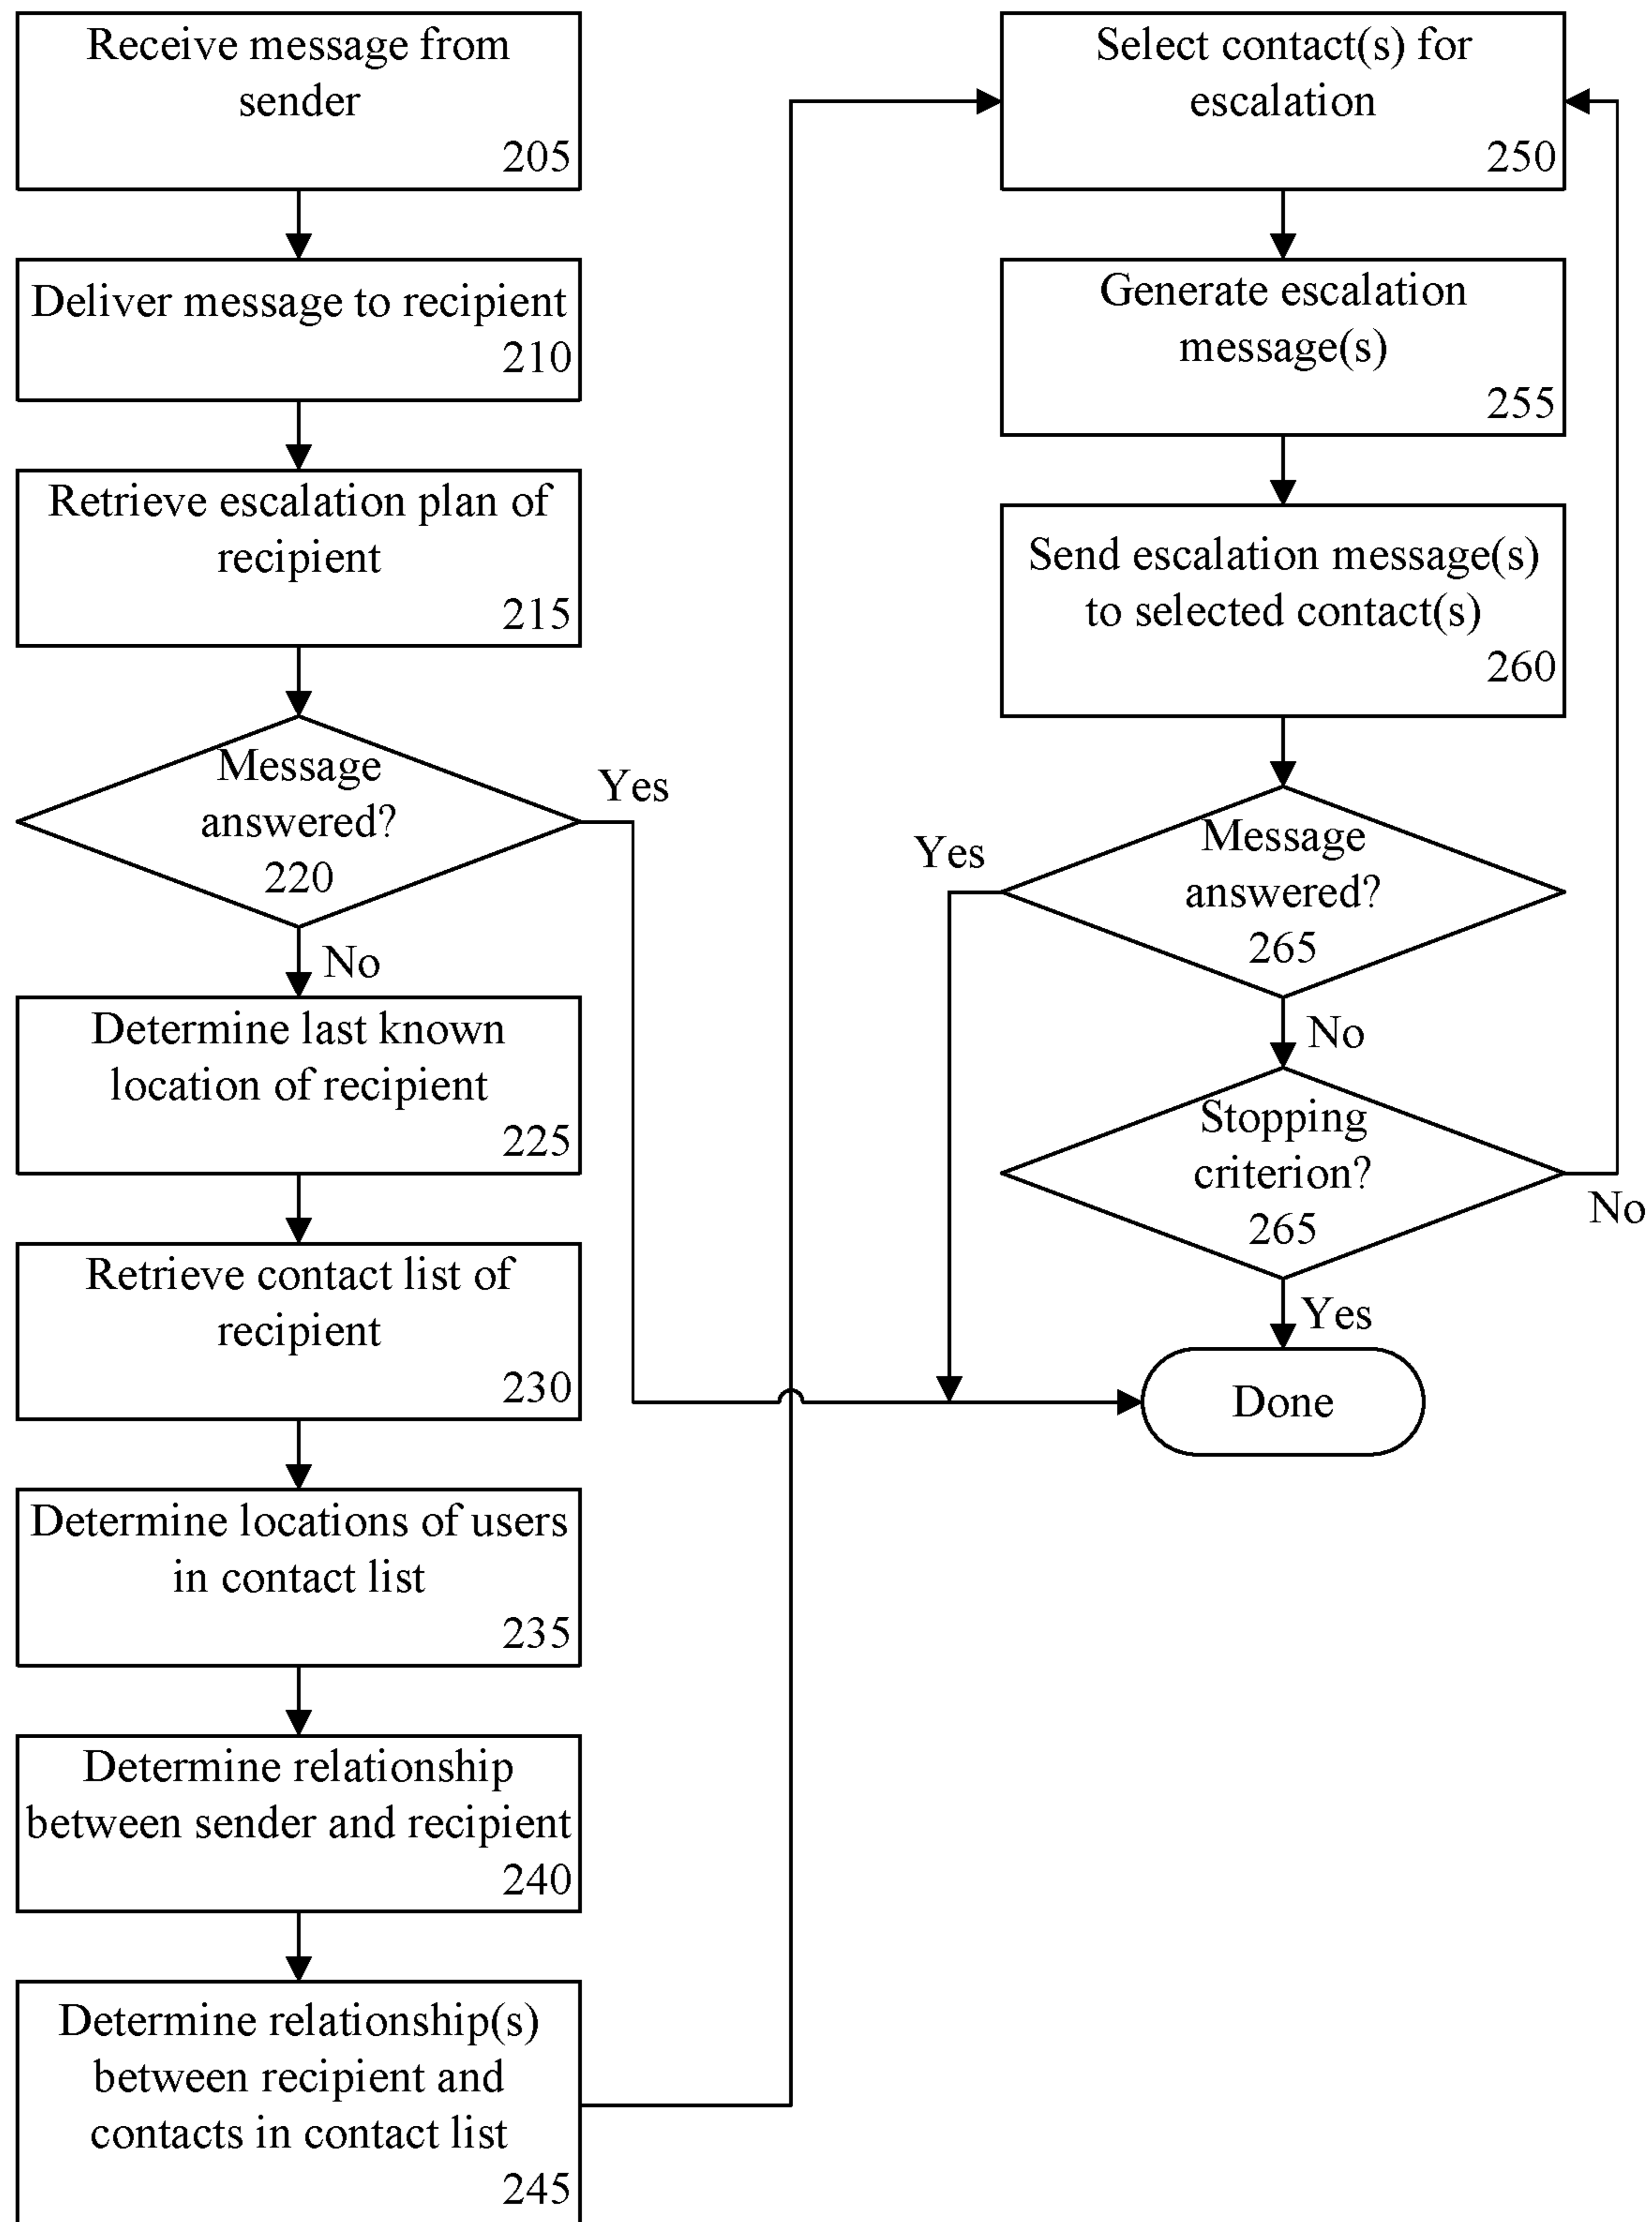 Receive message from
sender
205
Deliver message to recipient
210
Retrieve escalation plan of
recipient
215
Message
answered?
220
Yes
No
Determine last known
location of recipient
225
Retrieve contact list of
recipient
230
Determine locations of users
in contact list
235
Determine relationship
between sender and recipient
240
Determine relationship(s)
between recipient and
contacts in contact list
245
Select contact(s) for
escalation
250
Generate escalation
message(s)
255
Send escalation message(s)
to selected contact(s)
260
Message
answered?
265
Yes
No
Stopping
criterion?
265
No
Yes
Done